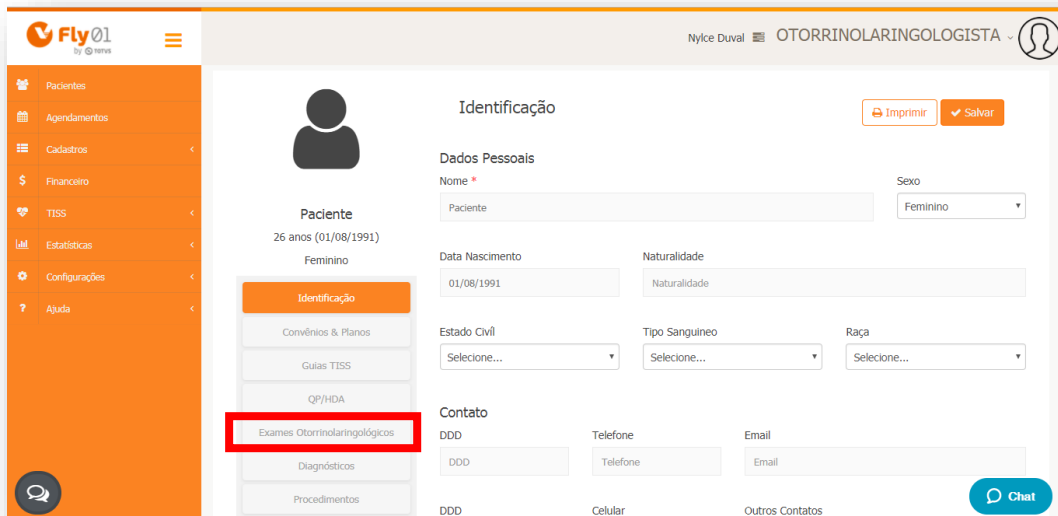 Fly01
by totvs
Nylce Duval OTORRINOLARINGOLOGISTA
Pacientes
Agendamentos
Cadastros
Financeiro
TISS
Estatísticas
Configurações
Ajuda
Paciente
26 anos (01/08/1991)
Feminino
Identificação
Convênios & Planos
Guias TISS
QP/HDA
Exames Otorrinolaringológicos
Diagnósticos
Procedimentos
Identificação
Imprimir Salvar
Dados Pessoais
Nome * Sexo
Paciente Feminino
Data Nascimento Naturalidade
01/08/1991 Naturalidade
Estado Civíl Tipo Sanguineo Raça
Selecione... Selecione... Selecione...
Contato
DDD Telefone Email
DDD Telefone Email
DDD Celular Outros Contatos
Chat